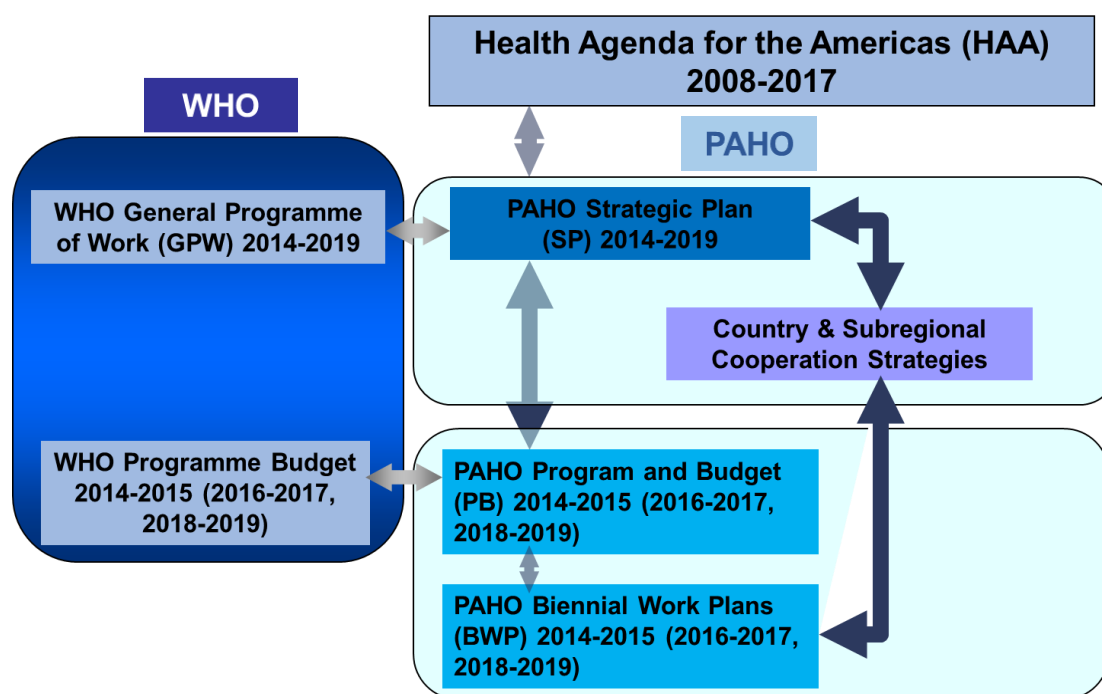 Health Agenda for the Americas (HAA)
2008-2017
WHO
PAHO
WHO General Programme
of Work (GPW) 2014-2019
PAHO Strategic Plan
(SP) 2014-2019
Country & Subregional
Cooperation Strategies
WHO Programme Budget
2014-2015 (2016-2017,
2018-2019)
PAHO Program and Budget
(PB) 2014-2015 (2016-2017,
2018-2019)
PAHO Biennial Work Plans
(BWP) 2014-2015 (2016-2017,
2018-2019)